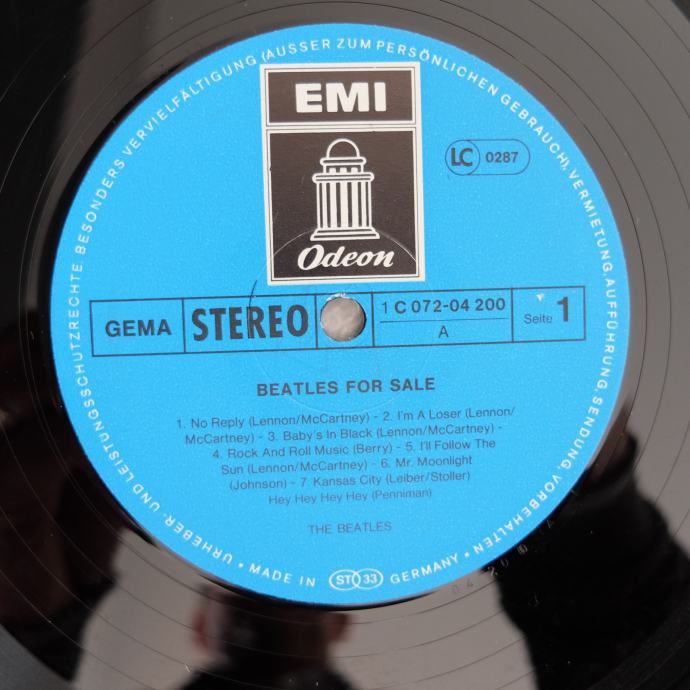 URHEBER- UND LEISTUNGSSCHUTZRECHTE, BESONDERS VERVIELFÄLTIGUNG (AUSSER ZUM PERSÖNLICHEN GEBRAUCH), VERMIETUNG, AUFFÜHRUNG, SENDUNG, VORBEHALTEN
EMI
LC 0287
Odeon
GEMA STEREO 1 C 072-04 200 Seite 1
A
BEATLES FOR SALE
1. No Reply (Lennon/McCartney) - 2. I'm A Loser (Lennon/
McCartney) - 3. Baby's In Black (Lennon/McCartney) -
4. Rock And Roll Music (Berry) - 5. I'll Follow The
Sun (Lennon/McCartney) - 6. Mr. Moonlight
(Johnson) - 7. Kansas City (Leiber/Stoller)
Hey Hey Hey Hey (Penniman)
THE BEATLES
• MADE IN ST 33 GERMANY •